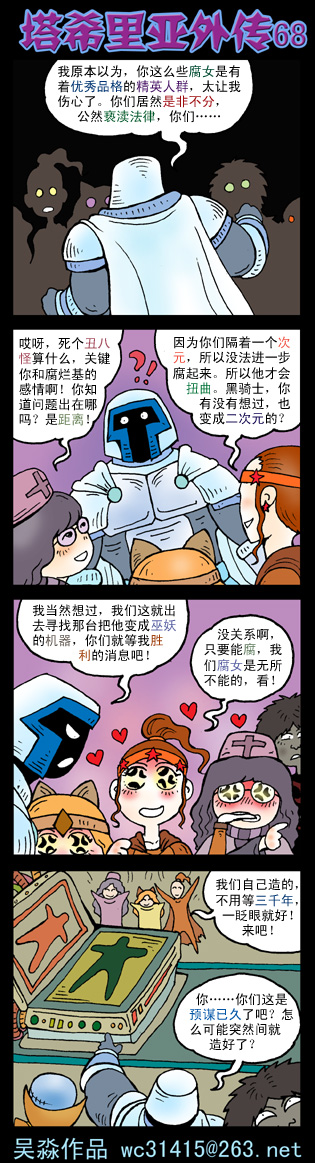 塔希里亚外传68
我原本以为，你这么些腐女是有
着优秀品格的精英人群，太让我
伤心了。你们居然是非不分，
公然亵渎法律，你们……
哎呀，死个丑八
怪算什么，关键
你和腐烂基的
感情啊！你知
道问题出在哪
吗？是距离！
?!
因为你们隔着一个次
元，所以没法进一步
腐起来。所以他才会
扭曲。黑骑士，你
有没有想过，也
变成二次元的？
我当然想过，我们这就出
去寻找那台把他变成巫妖
的机器，你们就等我胜
利的消息吧！
没关系啊，
只要能腐，我
们腐女是无所
不能的，看！
我们自己造的，
不用等三千年，
一眨眼就好！
来吧！
你……你们这是
预谋已久了吧？怎
么可能突然间就
造好了？
吴淼作品 wc31415@263.net